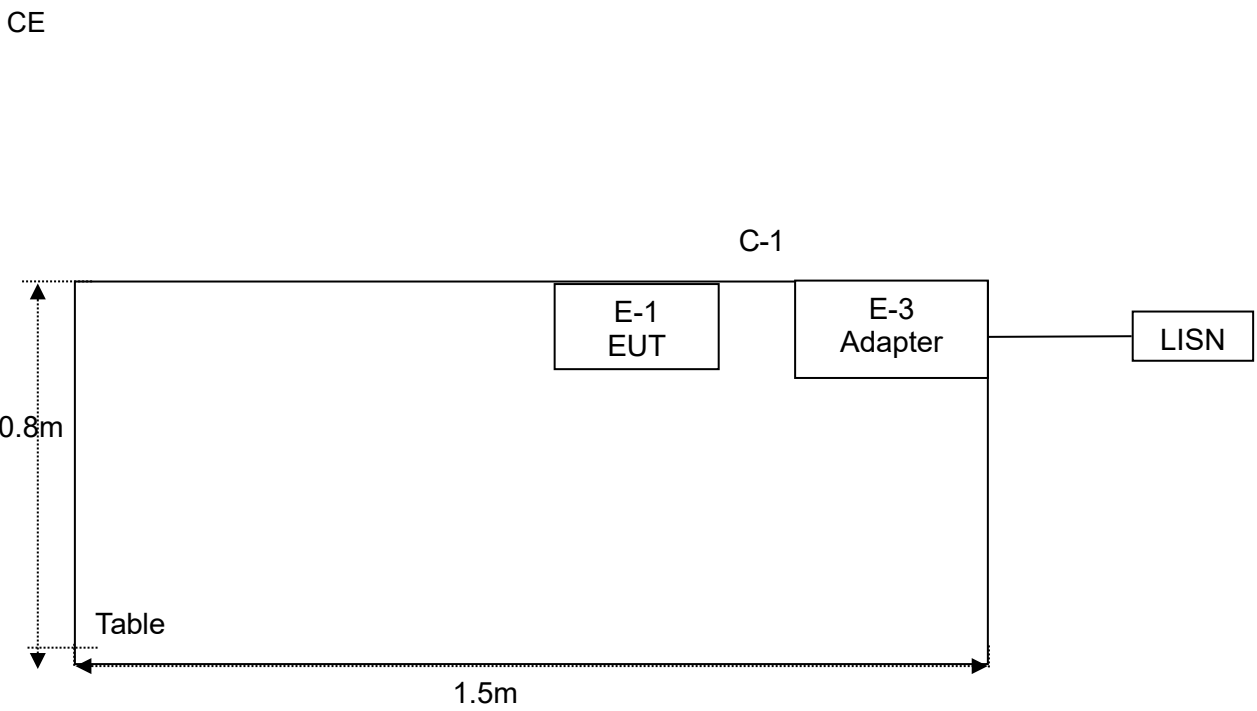 CE
C-1
E-1
EUT
E-3
Adapter
LISN
0.8m
Table
1.5m